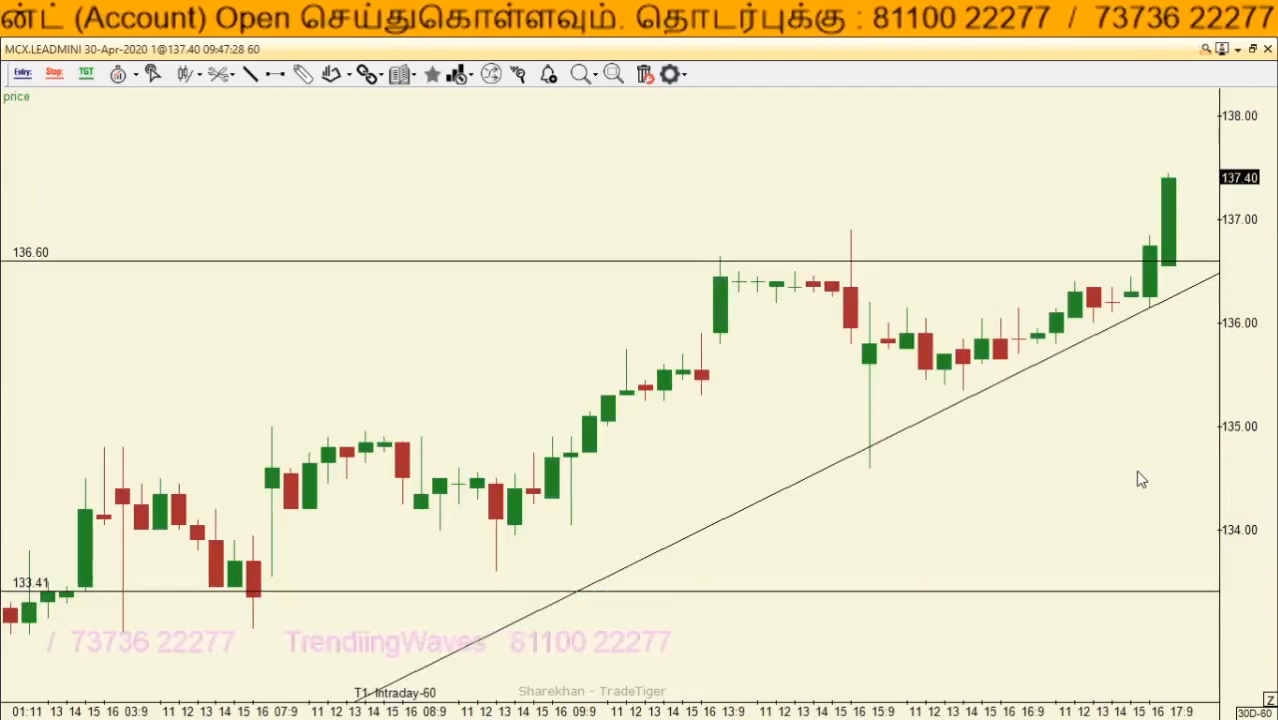 ன்ட் (Account) Open செய்துகொள்ளவும். தொடர்புக்கு : 81100 22277 / 73736 22277
MCX.LEADMINI 30-Apr-2020 1@137.40 09:47:28 60
Entry: Stop: TGT
price
138.00
137.40
137.00
136.60
136.00
135.00
134.00
133.41
/ 73736 22277 TrendiingWaves 81100 22277
T1- Intraday-60
Sharekhan - TradeTiger
Z
01:11 13 14 15 16 03:9 11 12 13 14 15 16 07:9 11 12 13 14 15 16 08:9 11 12 13 14 15 16 09:9 11 12 13 14 15 16 13:9 11 12 13 14 15 16 15:9 11 12 13 14 15 16 16:9 11 12 13 14 15 16 17:9 30D-60